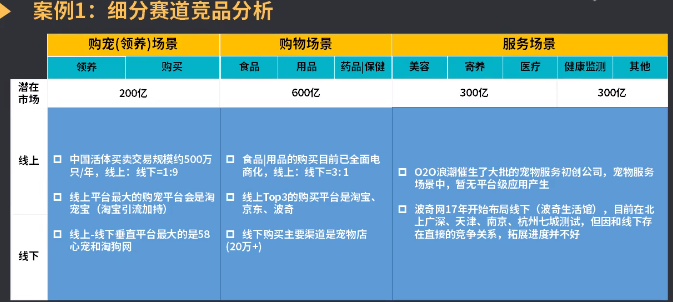 案例1：细分赛道竞品分析
购宠(领养)场景 购物场景 服务场景
领养 购买 食品 用品 药品|保健 美容 寄养 医疗 健康监测 其他
潜在
市场
200亿 600亿 300亿 300亿
线上
中国活体买卖交易规模约500万
只/年，线上：线下=1:9
线上平台最大的购宠平台会是淘
宠宝（淘宝引流加持）
线上-线下垂直平台最大的是58
心宠和淘狗网
食品|用品的购买目前已全面电
商化，线上：线下=3: 1
线上Top3的购买平台是淘宝、
京东、波奇
线下购买主要渠道是宠物店
(20万+)
O2O浪潮催生了大批的宠物服务初创公司，宠物服务
场景中，暂无平台级应用产生
波奇网17年开始布局线下（波奇生活馆），目前在北
上广深、天津、南京、杭州七城测试，但因和线下存
在直接的竞争关系，拓展进度并不好
线下